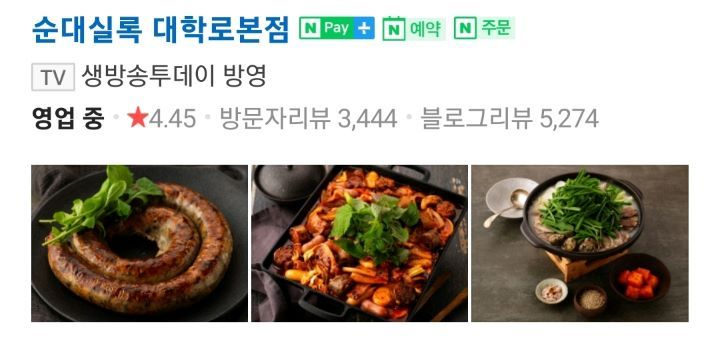 순대실록 대학로본점 N Pay + N 예약 N 주문
TV 생방송투데이 방영
영업 중 · ★4.45 · 방문자리뷰 3,444 · 블로그리뷰 5,274